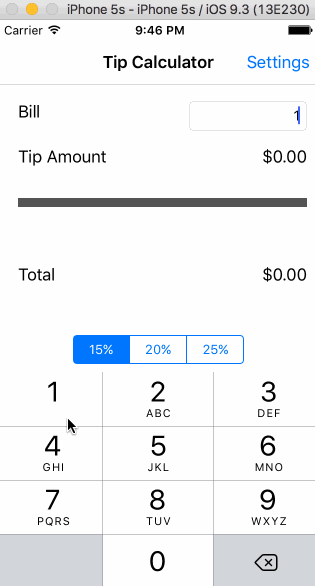 iPhone 5s - iPhone 5s / iOS 9.3 (13E230)
Carrier 9:46 PM
Tip Calculator Settings
Bill 1
Tip Amount $0.00
Total $0.00
15% 20% 25%
1 2 3
ABC DEF
4 5 6
GHI JKL MNO
7 8 9
PQRS TUV WXYZ
0